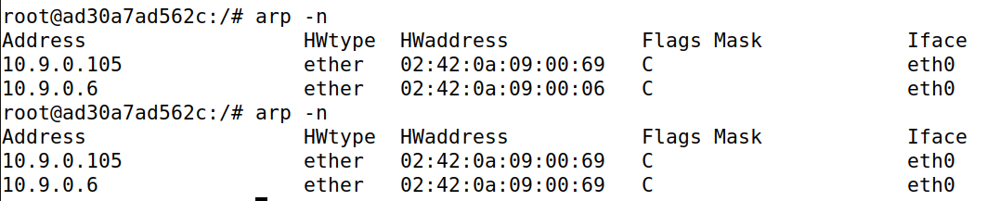 root@ad30a7ad562c:/# arp -n
Address                  HWtype  HWaddress           Flags Mask            Iface
10.9.0.105               ether   02:42:0a:09:00:69   C                     eth0
10.9.0.6                 ether   02:42:0a:09:00:06   C                     eth0
root@ad30a7ad562c:/# arp -n
Address                  HWtype  HWaddress           Flags Mask            Iface
10.9.0.105               ether   02:42:0a:09:00:69   C                     eth0
10.9.0.6                 ether   02:42:0a:09:00:69   C                     eth0